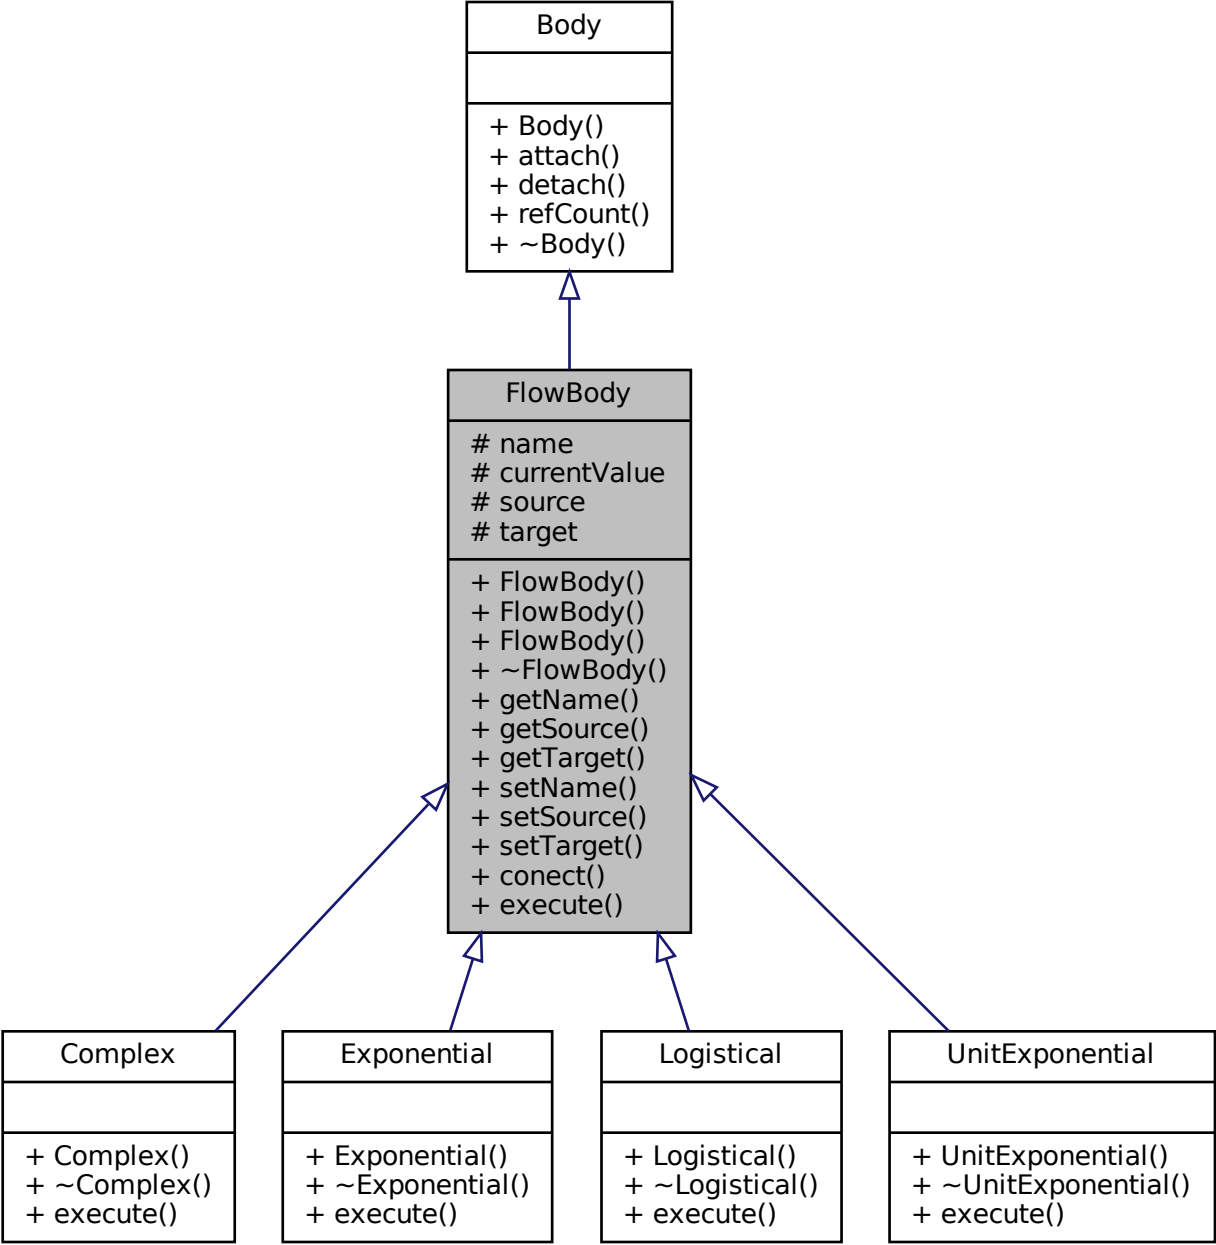 Body
+ Body()
+ attach()
+ detach()
+ refCount()
+ ~Body()
FlowBody
# name
# currentValue
# source
# target
+ FlowBody()
+ FlowBody()
+ FlowBody()
+ ~FlowBody()
+ getName()
+ getSource()
+ getTarget()
+ setName()
+ setSource()
+ setTarget()
+ conect()
+ execute()
Complex
+ Complex()
+ ~Complex()
+ execute()
Exponential
+ Exponential()
+ ~Exponential()
+ execute()
Logistical
+ Logistical()
+ ~Logistical()
+ execute()
UnitExponential
+ UnitExponential()
+ ~UnitExponential()
+ execute()